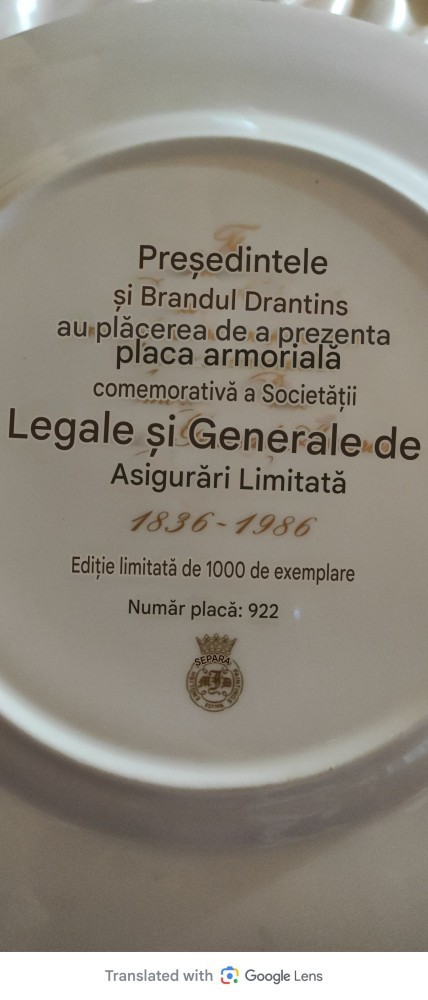 Președintele
și Brandul Drantins
au plăcerea de a prezenta
placa armorială
comemorativă a Societății
Legale și Generale de
Asigurări Limitată
1836-1986
Ediție limitată de 1000 de exemplare
Număr placă: 922
SEPARA
Translated with Google Lens